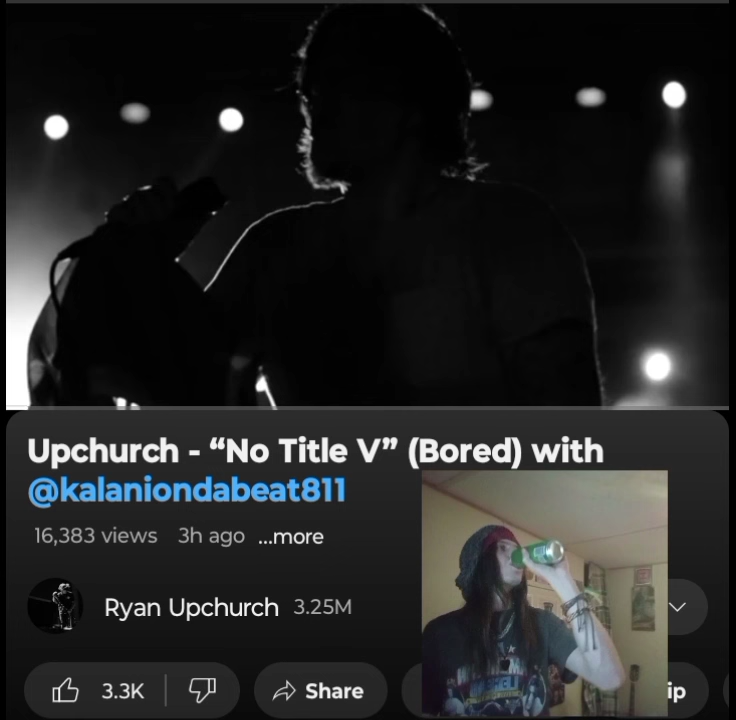 Upchurch - “No Title V” (Bored) with
@kalaniondabeat811
16,383 views 3h ago ...more
Ryan Upchurch 3.25M
3.3K Share ip